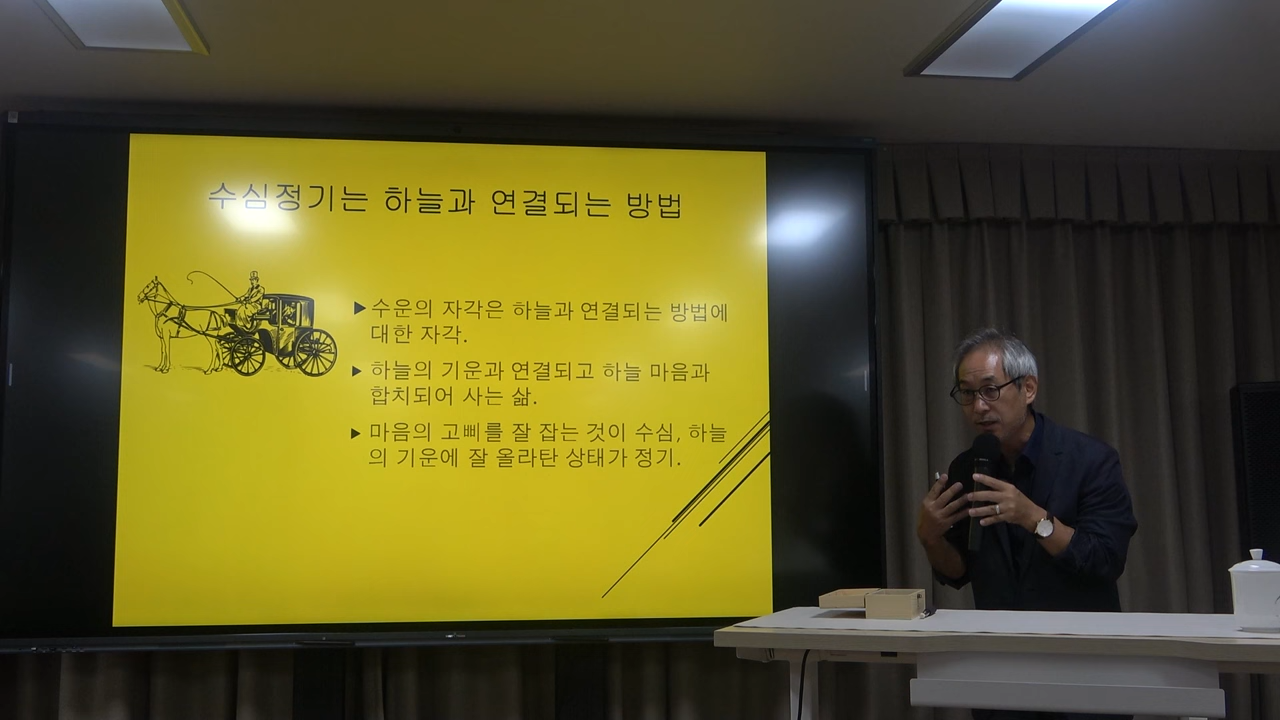 수심정기는 하늘과 연결되는 방법
▶수운의 자각은 하늘과 연결되는 방법에
대한 자각.
▶하늘의 기운과 연결되고 하늘 마음과
합치되어 사는 삶.
▶마음의 고삐를 잘 잡는 것이 수심, 하늘
의 기운에 잘 올라탄 상태가 정기.